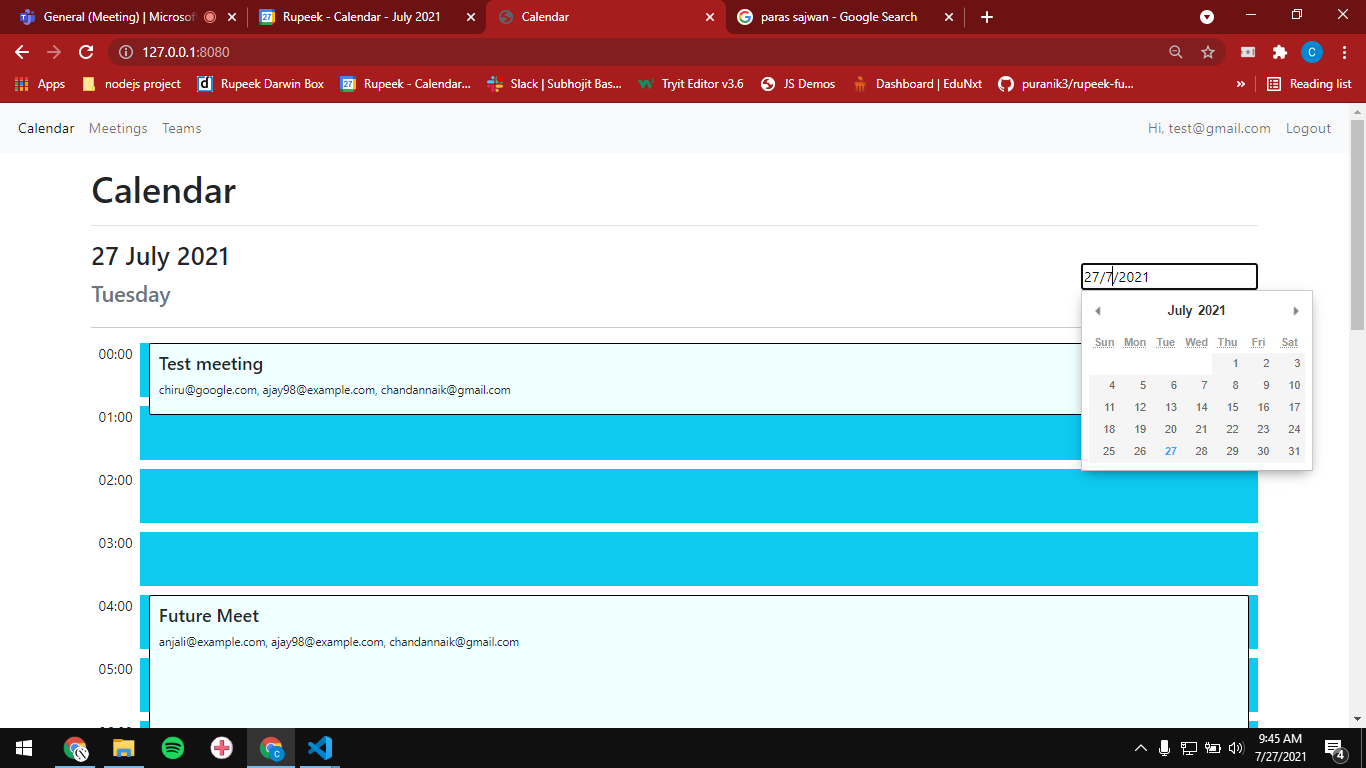 General (Meeting) | Microsof
Rupeek - Calendar - July 2021
Calendar
paras sajwan - Google Search
127.0.0.1:8080
C
Apps
nodejs project
Rupeek Darwin Box
Rupeek - Calendar...
Slack | Subhojit Bas...
Tryit Editor v3.6
JS Demos
Dashboard | EduNxt
puranik3/rupeek-fu...
»
Reading list
Calendar Meetings Teams
Hi, test@gmail.com Logout
Calendar
27 July 2021
Tuesday
27/7/2021
July 2021
Sun Mon Tue Wed Thu Fri Sat
1 2 3
4 5 6 7 8 9 10
11 12 13 14 15 16 17
18 19 20 21 22 23 24
25 26 27 28 29 30 31
00:00
Test meeting
chiru@google.com, ajay98@example.com, chandannaik@gmail.com
01:00
02:00
03:00
04:00
Future Meet
anjali@example.com, ajay98@example.com, chandannaik@gmail.com
05:00
9:45 AM
7/27/2021
4